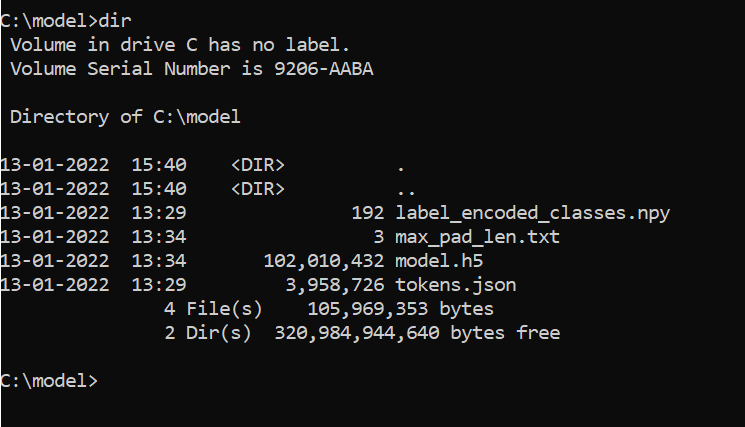 C:\model>dir
 Volume in drive C has no label.
 Volume Serial Number is 9206-AABA
 Directory of C:\model
13-01-2022  15:40    <DIR>          .
13-01-2022  15:40    <DIR>          ..
13-01-2022  13:29               192 label_encoded_classes.npy
13-01-2022  13:34                 3 max_pad_len.txt
13-01-2022  13:34       102,010,432 model.h5
13-01-2022  13:29         3,958,726 tokens.json
               4 File(s)    105,969,353 bytes
               2 Dir(s)  320,984,944,640 bytes free
C:\model>